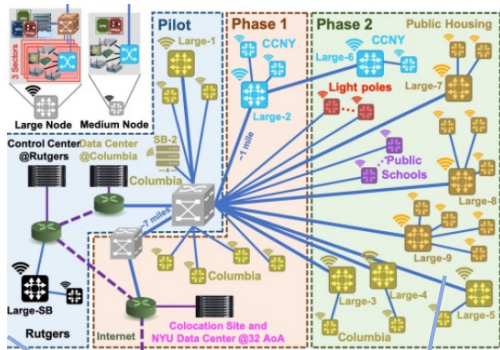 Pilot
Phase 1
Phase 2
3 Sectors
Large Node
Medium Node
Large-1
CCNY
Large-2
~1 mile
Large-6
CCNY
Public Housing
Large-7
Light poles
Public
Schools
Large-8
Large-9
Control Center
@Rutgers
Data Center
@Columbia
SB-2
Columbia
~7 miles
Columbia
Large-3
Large-4
Large-5
Columbia
Large-SB
Rutgers
Internet
Colocation Site and
NYU Data Center @32 AoA